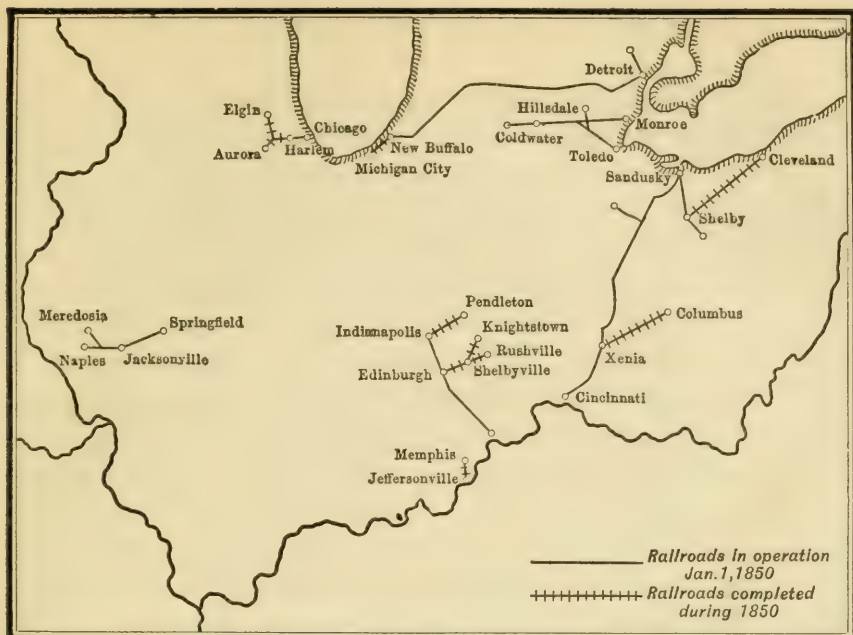 Detroit
Elgin
Hillsdale
Chicago
Monroe
Aurora
Harlem
New Buffalo
Coldwater
Toledo
Cleveland
Michigan City
Sandusky
Shelby
Pendleton
Meredosia
Springfield
Columbus
Indianapolis
Knightstown
Naples
Jacksonville
Rushville
Xenia
Edinburgh
Shelbyville
Cincinnati
Memphis
Jeffersonville
Railroads in operation
Jan. 1, 1850
Railroads completed
during 1850